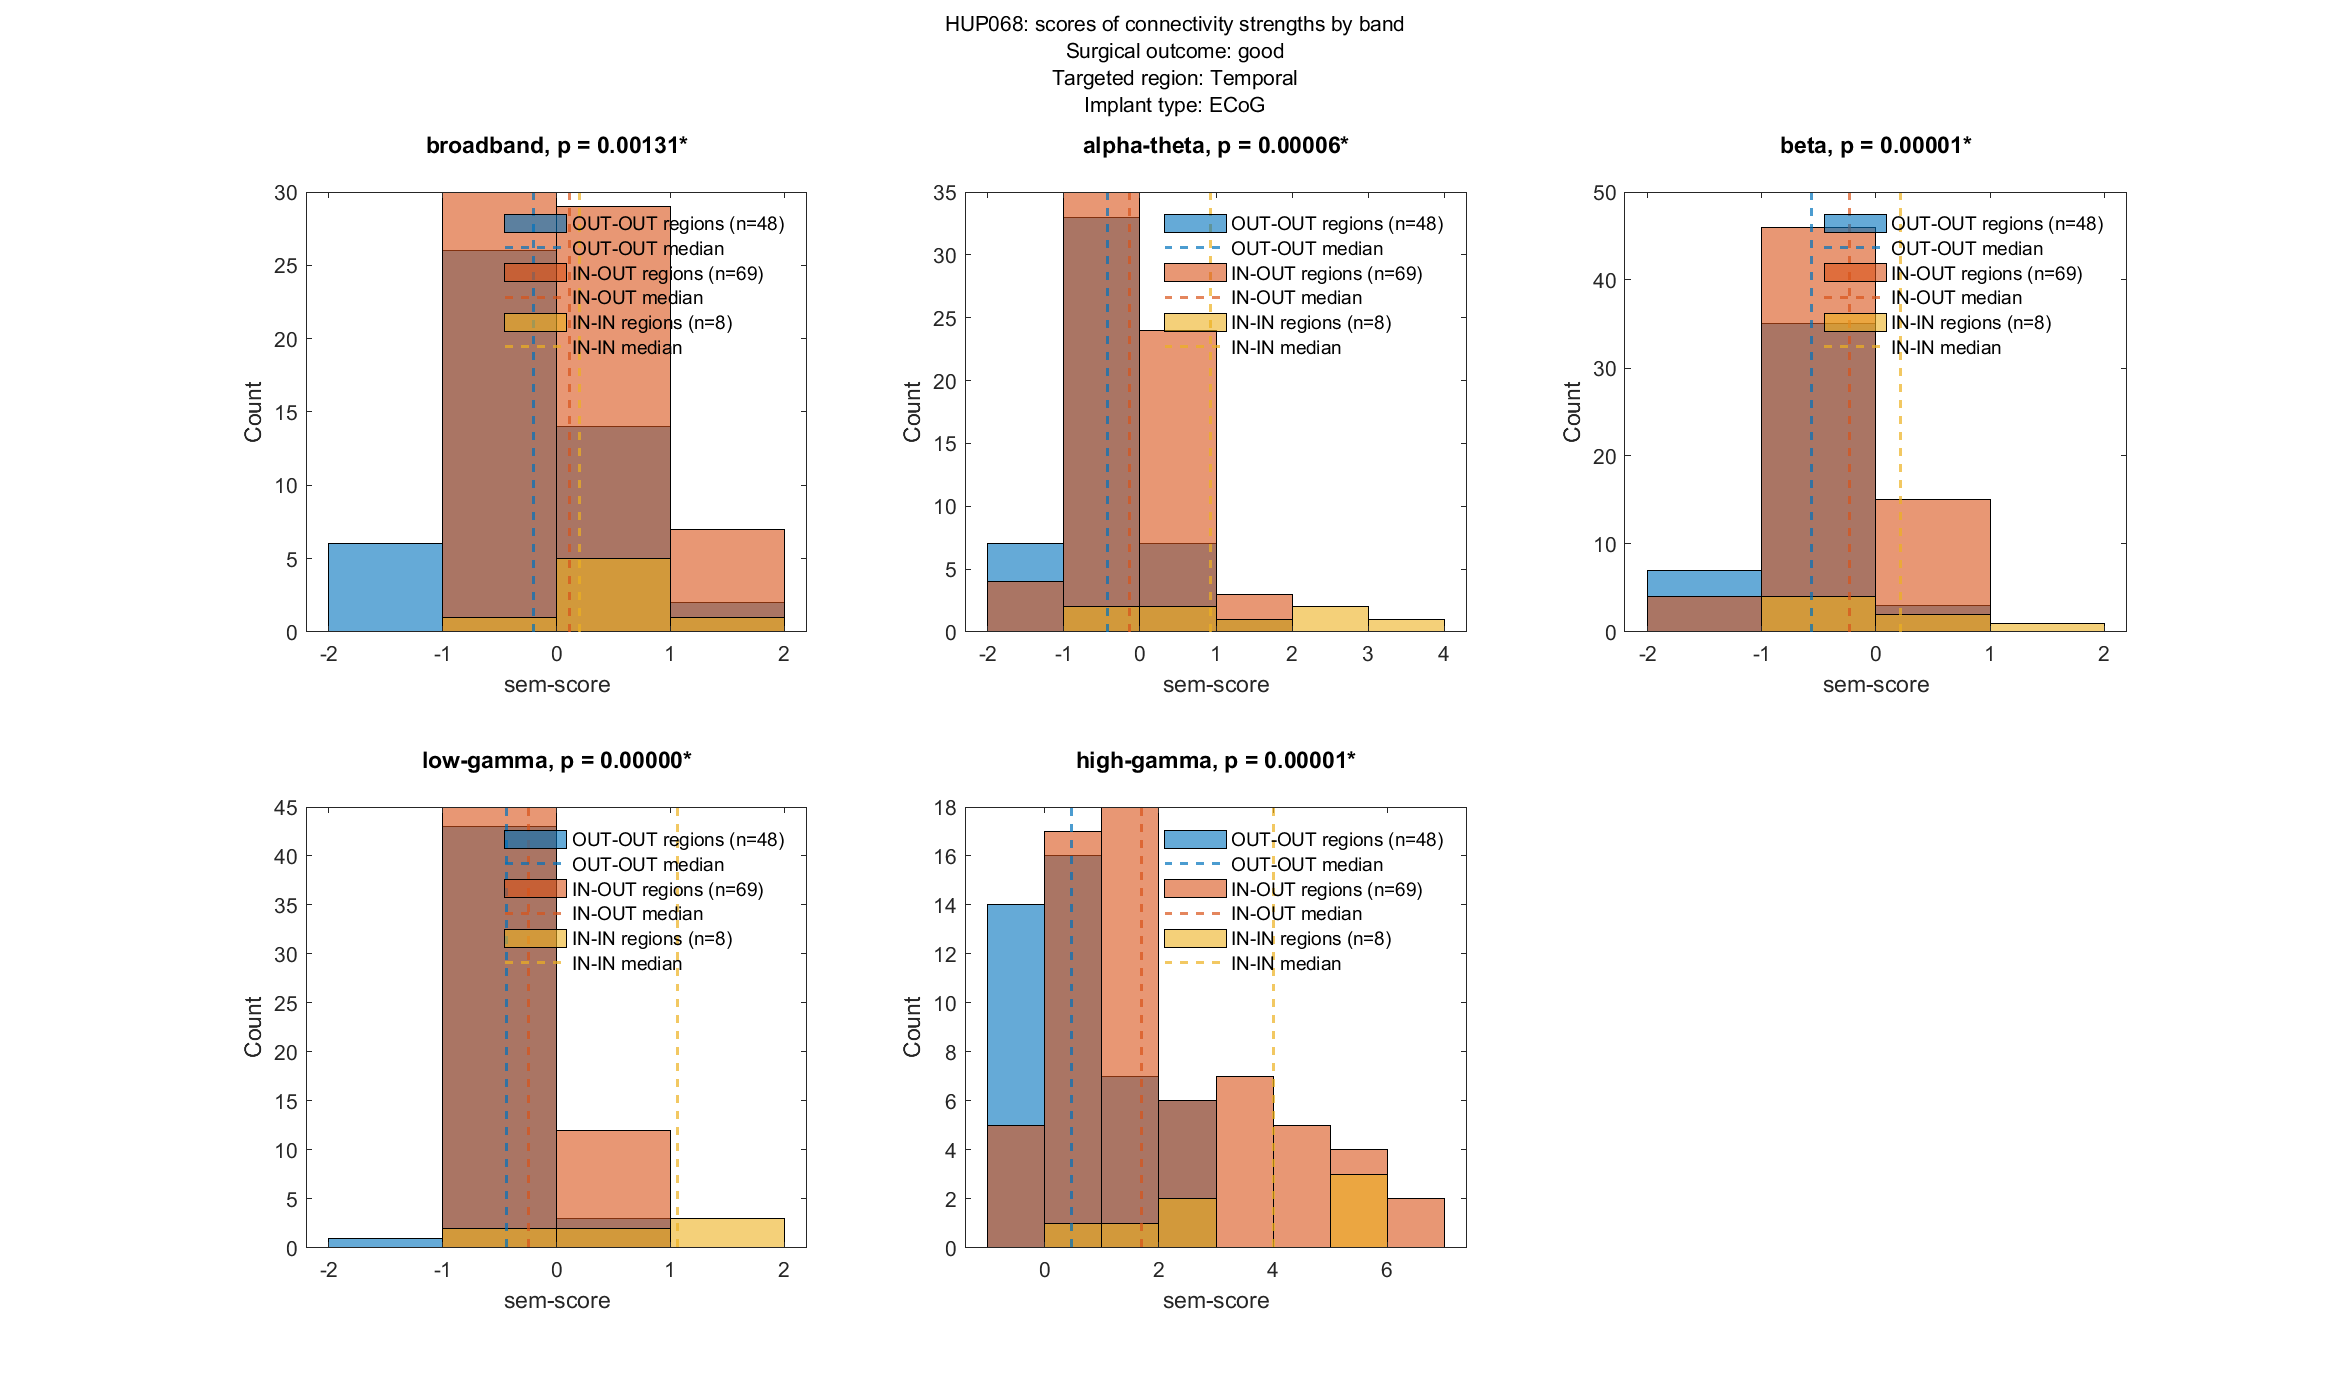 HUP068: scores of connectivity strengths by band
Surgical outcome: good
Targeted region: Temporal
Implant type: ECoG
broadband, p = 0.00131*
30
25
20
15
10
5
0
Count
-2 -1 0 1 2
sem-score
OUT-OUT regions (n=48)
OUT-OUT median
IN-OUT regions (n=69)
IN-OUT median
IN-IN regions (n=8)
IN-IN median
alpha-theta, p = 0.00006*
35
30
25
20
15
10
5
0
Count
-2 -1 0 1 2 3 4
sem-score
OUT-OUT regions (n=48)
OUT-OUT median
IN-OUT regions (n=69)
IN-OUT median
IN-IN regions (n=8)
IN-IN median
beta, p = 0.00001*
50
40
30
20
10
0
Count
-2 -1 0 1 2
sem-score
OUT-OUT regions (n=48)
OUT-OUT median
IN-OUT regions (n=69)
IN-OUT median
IN-IN regions (n=8)
IN-IN median
low-gamma, p = 0.00000*
45
40
35
30
25
20
15
10
5
0
Count
-2 -1 0 1 2
sem-score
OUT-OUT regions (n=48)
OUT-OUT median
IN-OUT regions (n=69)
IN-OUT median
IN-IN regions (n=8)
IN-IN median
high-gamma, p = 0.00001*
18
16
14
12
10
8
6
4
2
0
Count
0 2 4 6
sem-score
OUT-OUT regions (n=48)
OUT-OUT median
IN-OUT regions (n=69)
IN-OUT median
IN-IN regions (n=8)
IN-IN median